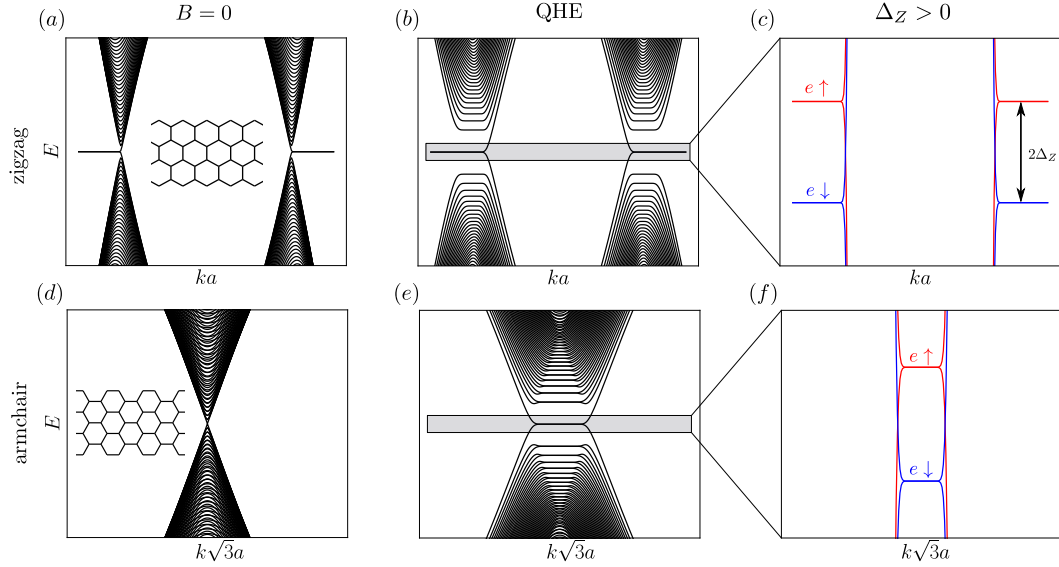 (a)
B = 0
(b)
QHE
(c)
Δ_Z > 0
zigzag
E
e ↑
e ↓
2Δ_Z
ka
ka
ka
(d)
(e)
(f)
armchair
E
e ↑
e ↓
k√3a
k√3a
k√3a